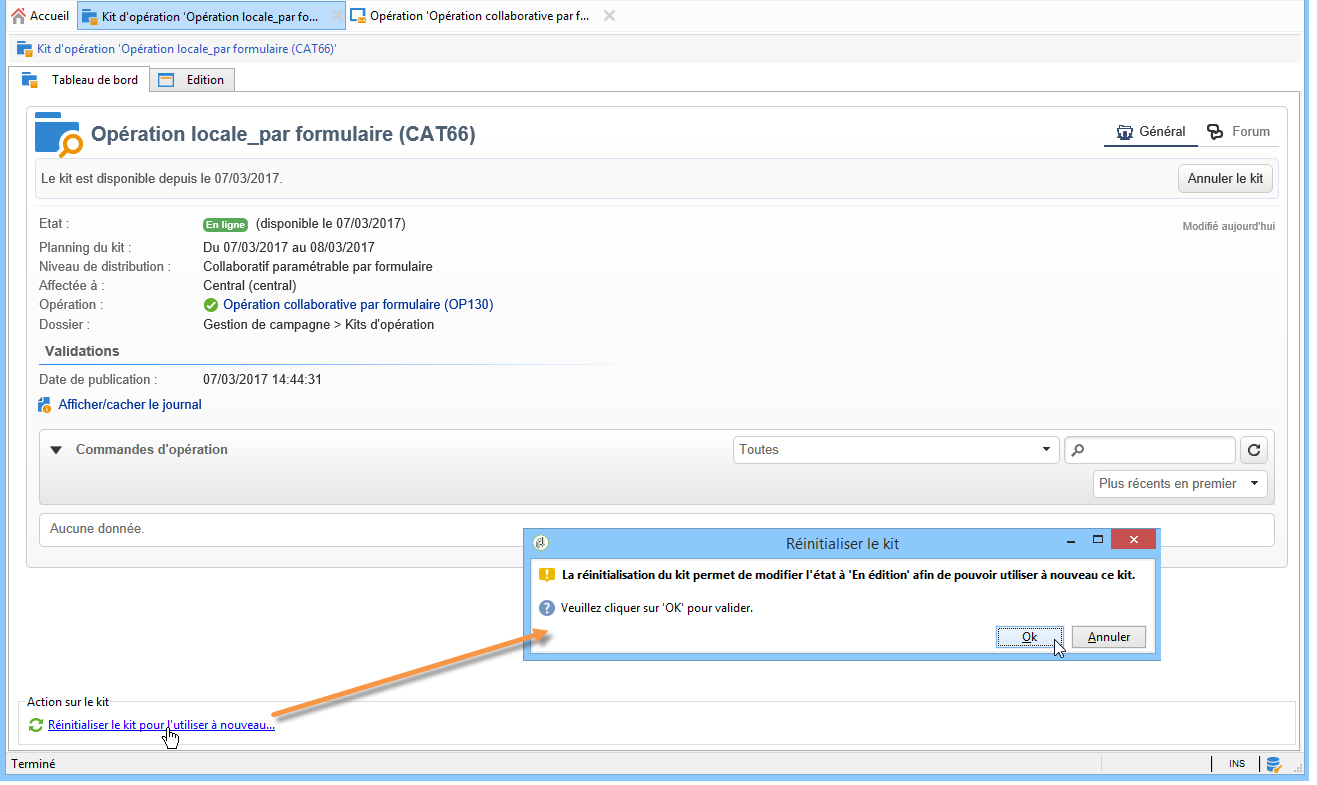 Accueil
Kit d'opération 'Opération locale_par fo...
Opération 'Opération collaborative par f...
Kit d'opération 'Opération locale_par formulaire (CAT66)'
Tableau de bord
Edition
Opération locale_par formulaire (CAT66)
Général
Forum
Le kit est disponible depuis le 07/03/2017.
Annuler le kit
Etat : En ligne (disponible le 07/03/2017)
Modifié aujourd'hui
Planning du kit : Du 07/03/2017 au 08/03/2017
Niveau de distribution : Collaboratif paramétrable par formulaire
Affectée à : Central (central)
Opération : Opération collaborative par formulaire (OP130)
Dossier : Gestion de campagne > Kits d'opération
Validations
Date de publication : 07/03/2017 14:44:31
Afficher/cacher le journal
Commandes d'opération
Toutes
Plus récents en premier
Aucune donnée.
Réinitialiser le kit
La réinitialisation du kit permet de modifier l'état à 'En édition' afin de pouvoir utiliser à nouveau ce kit.
Veuillez cliquer sur 'OK' pour valider.
Ok
Annuler
Action sur le kit
Réinitialiser le kit pour l'utiliser à nouveau...
Terminé
INS